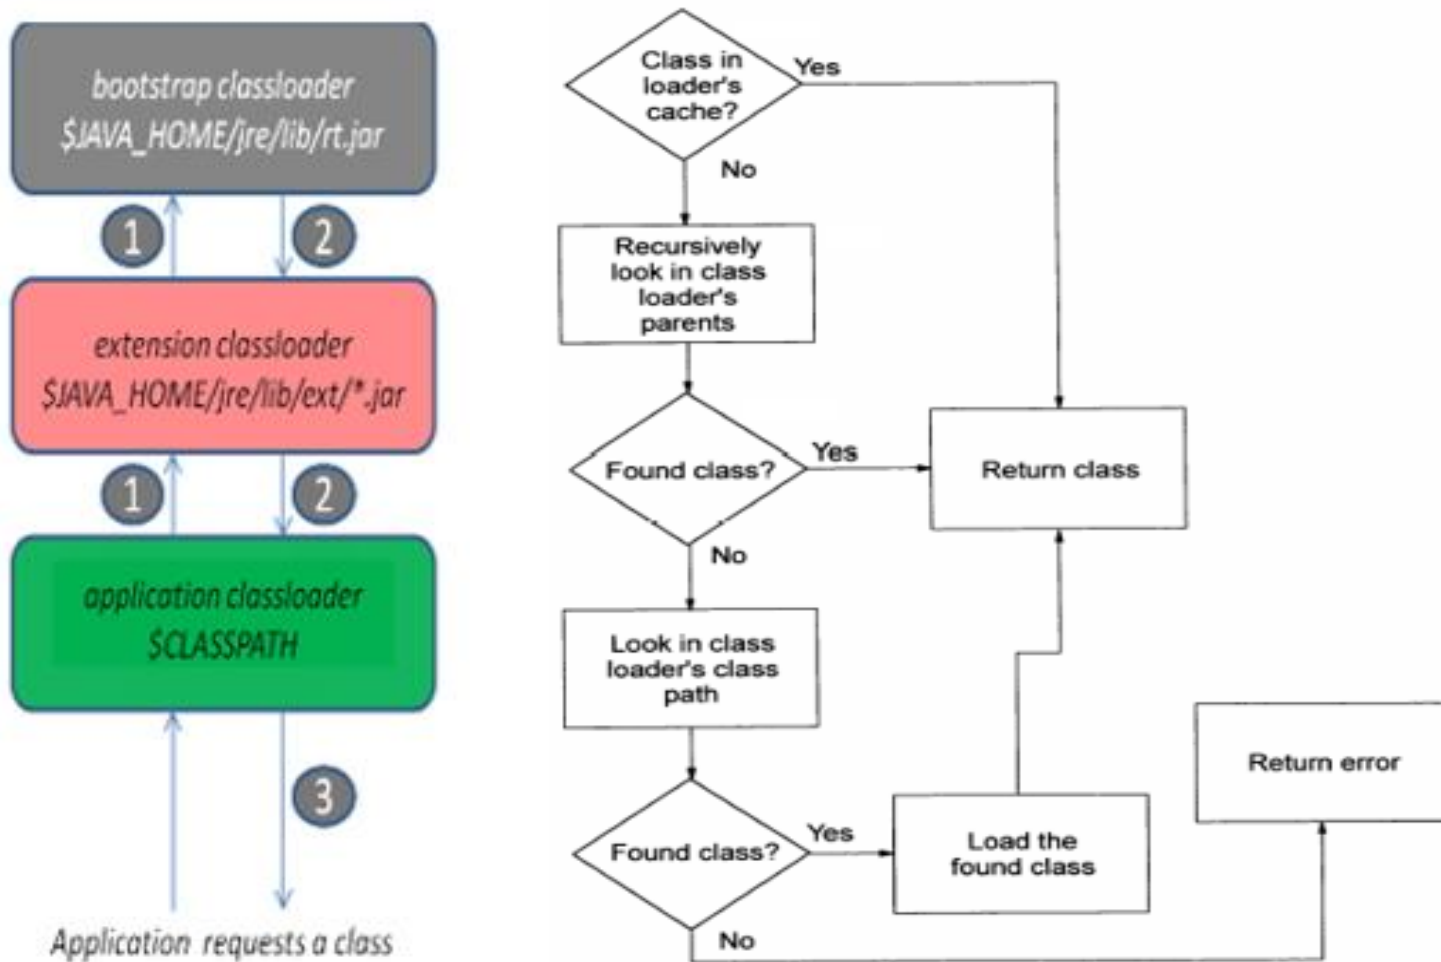 bootstrap classloader
$JAVA_HOME/jre/lib/rt.jar
1
2
extension classloader
$JAVA_HOME/jre/lib/ext/*.jar
1
2
application classloader
$CLASSPATH
3
Application requests a class
Class in
loader's
cache?
Yes
No
Recursively
look in class
loader's
parents
Found class?
Yes
Return class
No
Look in class
loader's class
path
Return error
Found class?
Yes
Load the
found class
No